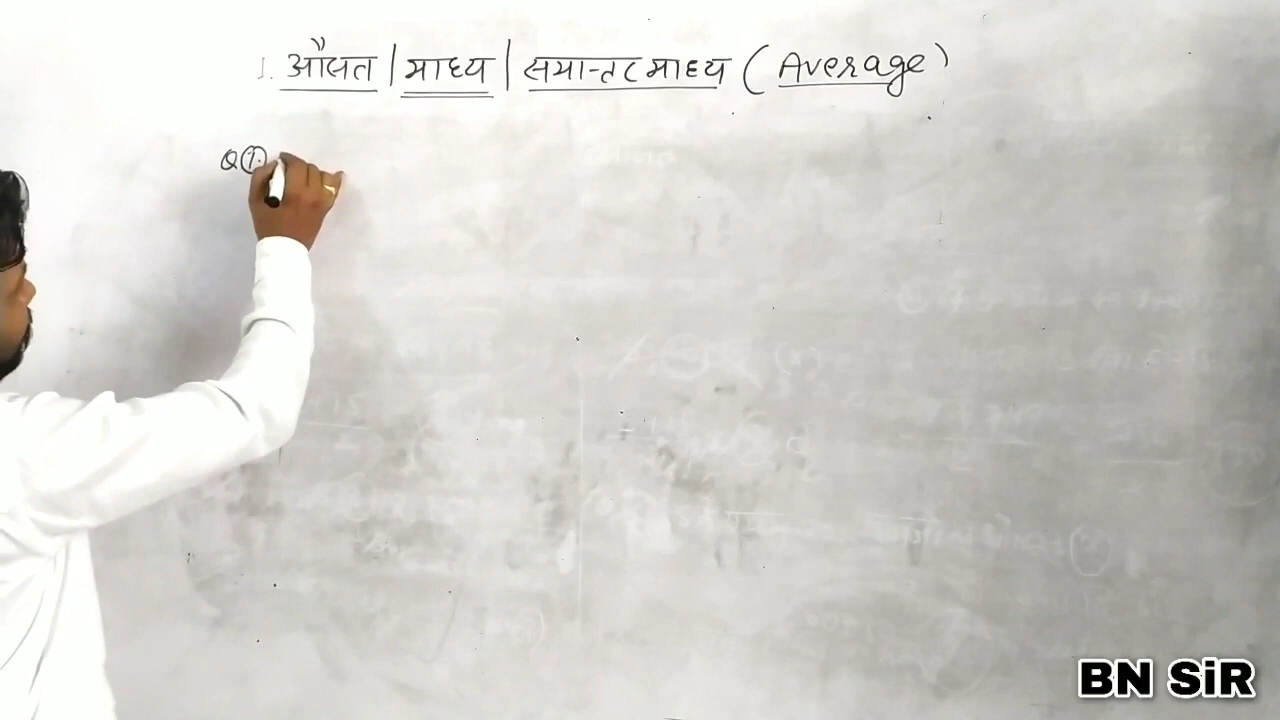 1. औसत | माध्य | समान्तर माध्य ( Average )
Q ①.
BN SiR